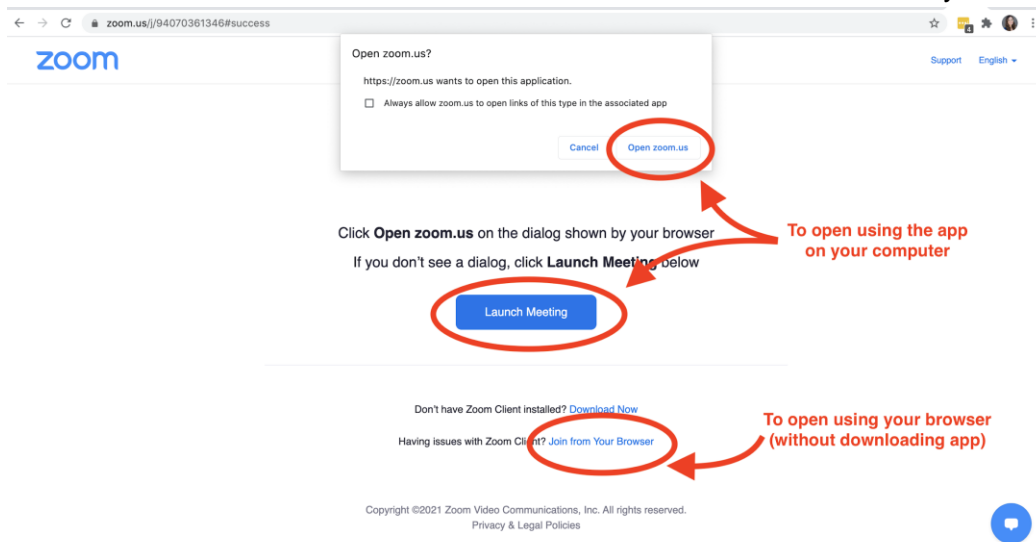 zoom.us/j/94070361346#success
4
zoom
Support English
Open zoom.us?
https://zoom.us wants to open this application.
Always allow zoom.us to open links of this type in the associated app
Cancel Open zoom.us
Click Open zoom.us on the dialog shown by your browser
If you don't see a dialog, click Launch Meeting below
To open using the app
on your computer
Launch Meeting
Don't have Zoom Client installed? Download Now
Having issues with Zoom Client? Join from Your Browser
To open using your browser
(without downloading app)
Copyright ©2021 Zoom Video Communications, Inc. All rights reserved.
Privacy & Legal Policies